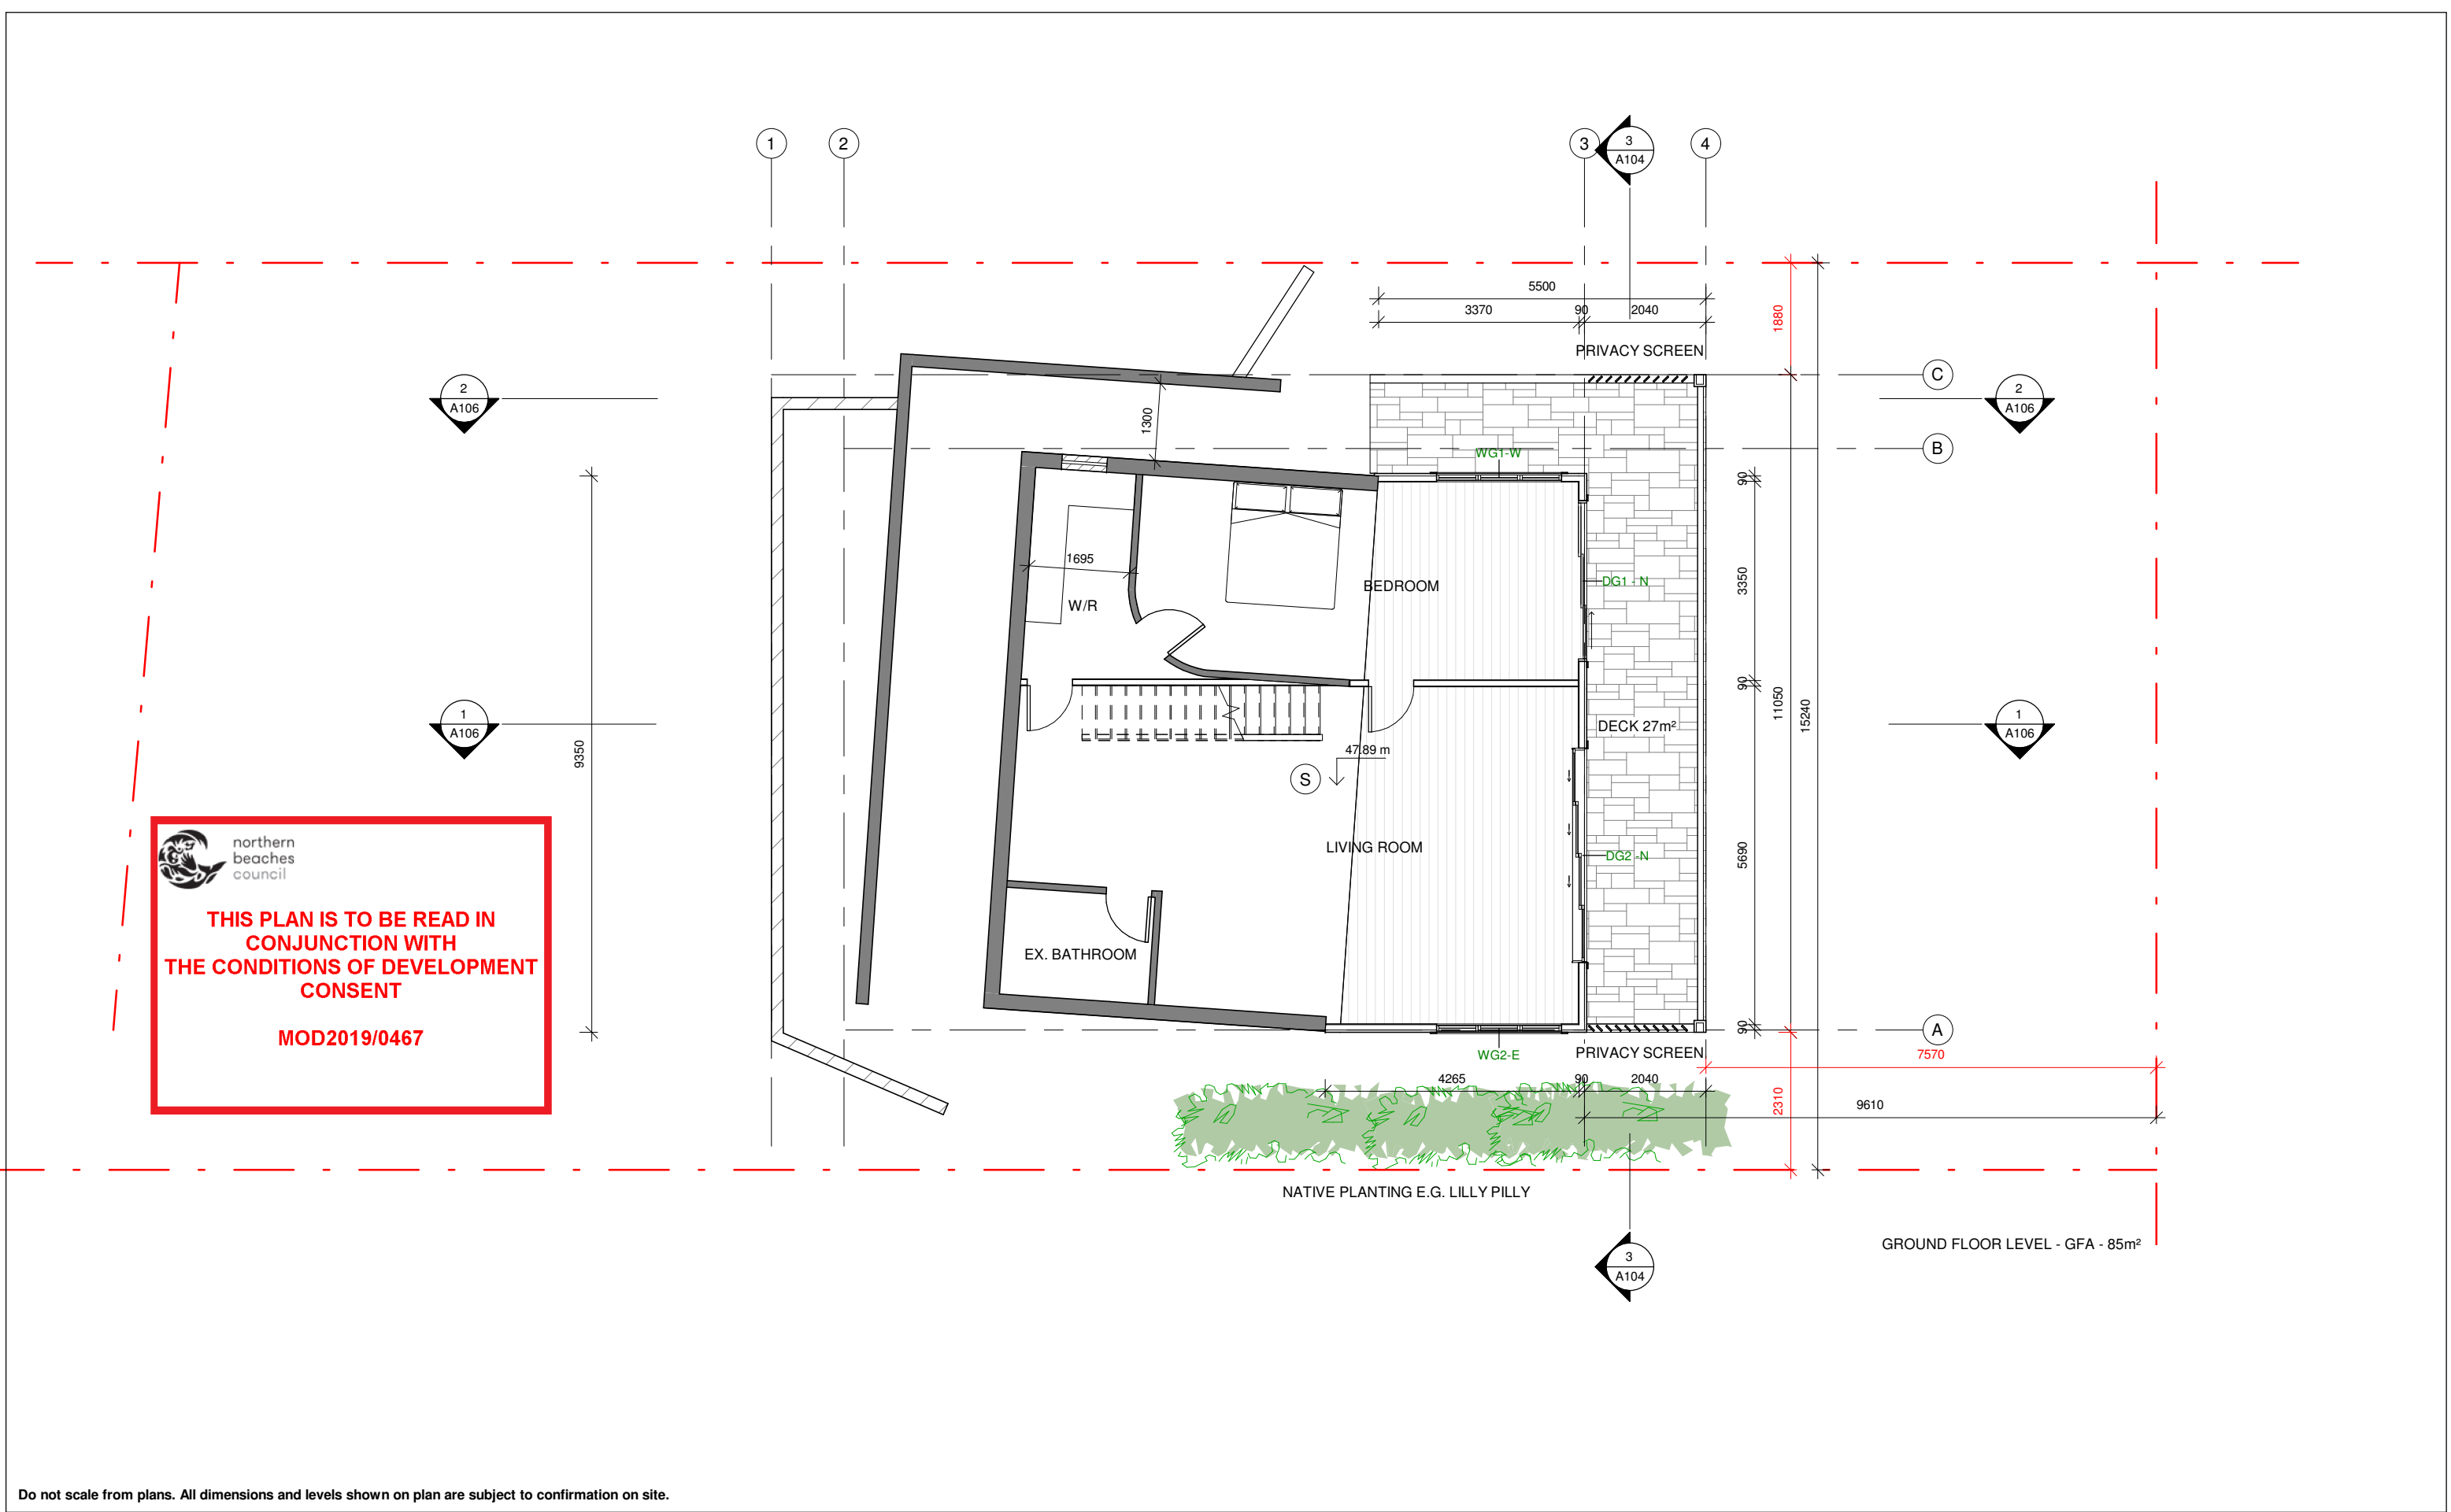 1
2
3
3
A104
4
5500
3370
90
2040
1880
PRIVACY SCREEN
C
2
A106
2
A106
1300
B
WG1-W
90
1695
BEDROOM
DG1 - N
3350
W/R
90
11050
15240
1
A106
DECK 27m²
1
A106
9350
47.89 m
S
LIVING ROOM
DG2 -N
5690
northern
beaches
council
THIS PLAN IS TO BE READ IN
CONJUNCTION WITH
THE CONDITIONS OF DEVELOPMENT
CONSENT
MOD2019/0467
EX. BATHROOM
90
A
WG2-E
PRIVACY SCREEN
7570
4265
90
2040
2310
9610
NATIVE PLANTING E.G. LILLY PILLY
GROUND FLOOR LEVEL - GFA - 85m²
3
A104
Do not scale from plans. All dimensions and levels shown on plan are subject to confirmation on site.